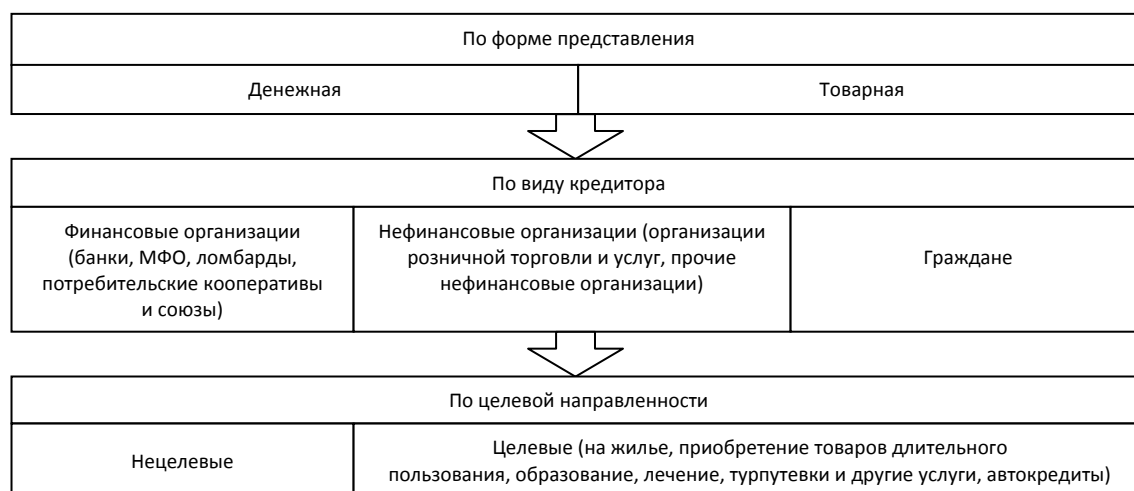 По форме представления
Денежная
Товарная
По виду кредитора
Финансовые организации
(банки, МФО, ломбарды,
потребительские кооперативы
и союзы)
Нефинансовые организации (организации
розничной торговли и услуг, прочие
нефинансовые организации)
Граждане
По целевой направленности
Нецелевые
Целевые (на жилье, приобретение товаров длительного
пользования, образование, лечение, турпутевки и другие услуги, автокредиты)